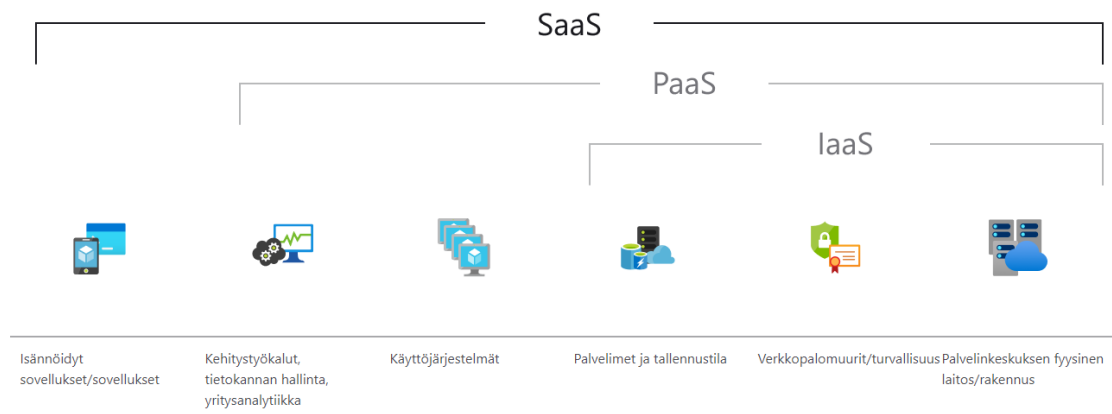 SaaS
PaaS
IaaS
Isännöidyt
sovellukset/sovellukset
Kehitystyökalut,
tietokannan hallinta,
yritysanalytiikka
Käyttöjärjestelmät
Palvelimet ja tallennustila
Verkkopalomuurit/turvallisuus
Palvelinkeskuksen fyysinen
laitos/rakennus